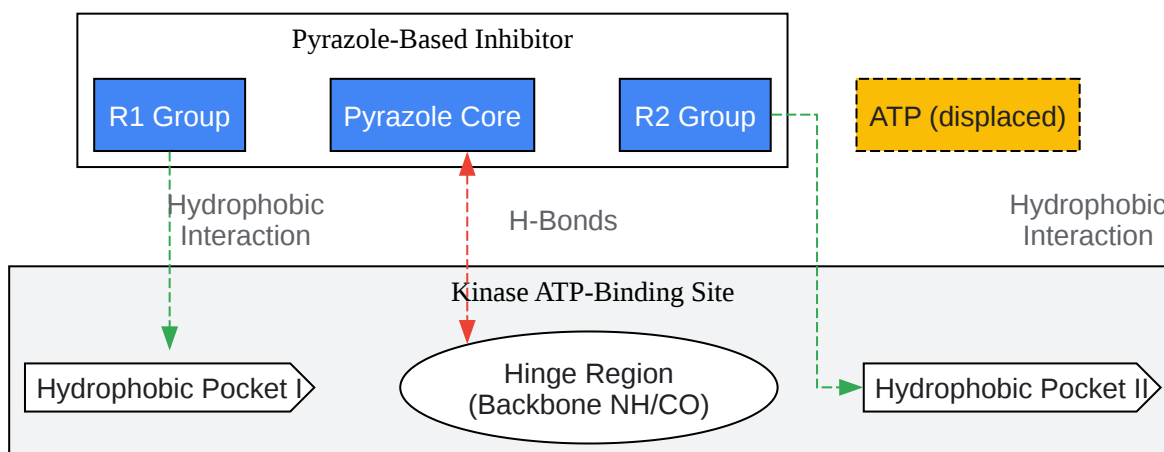 Pyrazole-Based Inhibitor
R1 Group
Pyrazole Core
R2 Group
ATP (displaced)
Hydrophobic
Interaction
H-Bonds
Hydrophobic
Interaction
Kinase ATP-Binding Site
Hydrophobic Pocket I
Hinge Region
(Backbone NH/CO)
Hydrophobic Pocket II